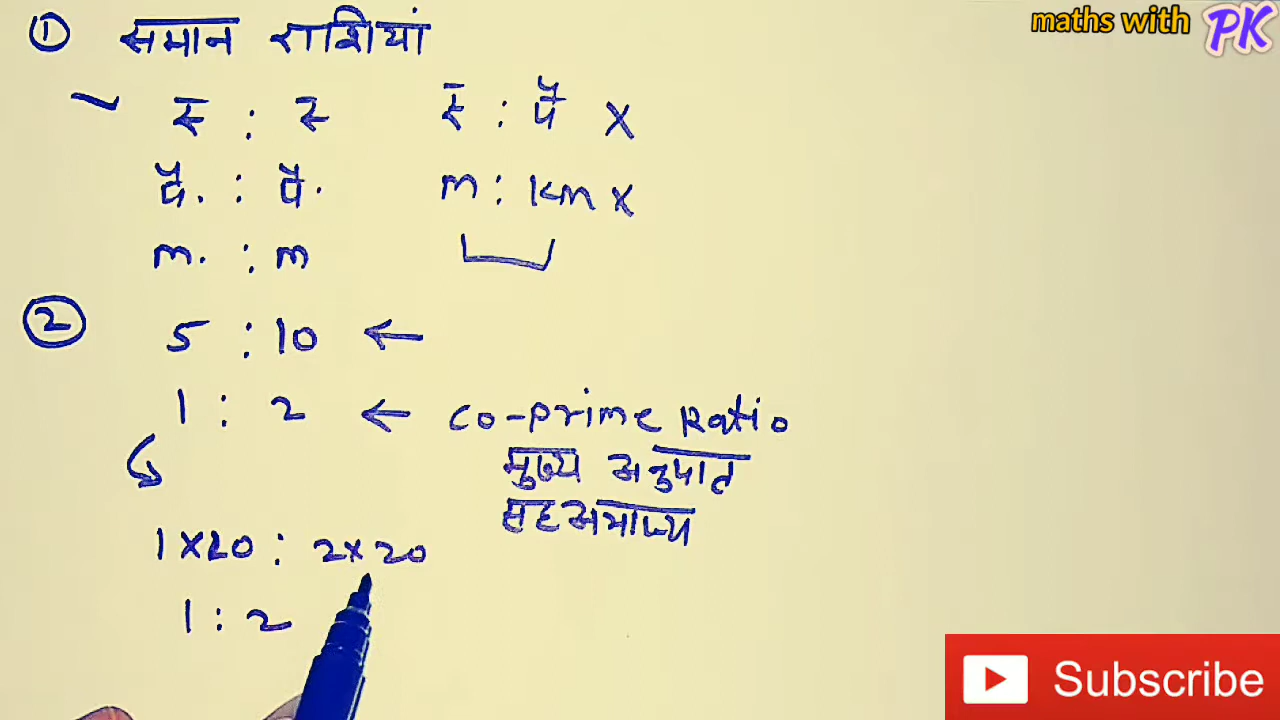 maths with PK
① समान राशियां
रु : रु रु : पै X
पै. : पै. m : km x
m. : m
② 5 : 10 ←
1 : 2 ← co-prime Ratio
मुख्य अनुपात
सहअभाज्य
1×20 : 2×20
1 : 2
Subscribe